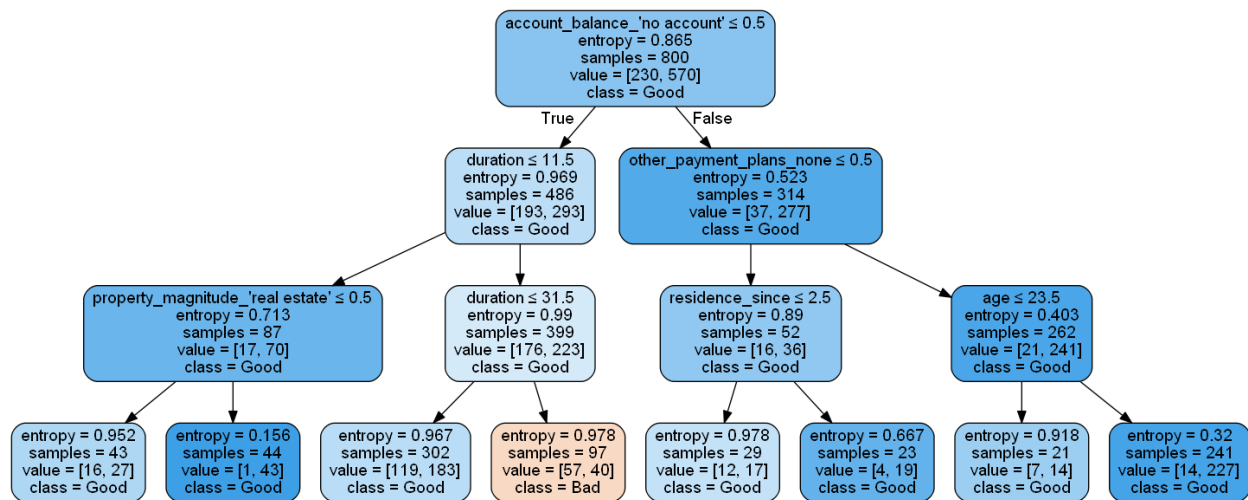 account_balance_'no account' ≤ 0.5
entropy = 0.865
samples = 800
value = [230, 570]
class = Good
True
False
duration ≤ 11.5
entropy = 0.969
samples = 486
value = [193, 293]
class = Good
other_payment_plans_none ≤ 0.5
entropy = 0.523
samples = 314
value = [37, 277]
class = Good
property_magnitude_'real estate' ≤ 0.5
entropy = 0.713
samples = 87
value = [17, 70]
class = Good
duration ≤ 31.5
entropy = 0.99
samples = 399
value = [176, 223]
class = Good
residence_since ≤ 2.5
entropy = 0.89
samples = 52
value = [16, 36]
class = Good
age ≤ 23.5
entropy = 0.403
samples = 262
value = [21, 241]
class = Good
entropy = 0.952
samples = 43
value = [16, 27]
class = Good
entropy = 0.156
samples = 44
value = [1, 43]
class = Good
entropy = 0.967
samples = 302
value = [119, 183]
class = Good
entropy = 0.978
samples = 97
value = [57, 40]
class = Bad
entropy = 0.978
samples = 29
value = [12, 17]
class = Good
entropy = 0.667
samples = 23
value = [4, 19]
class = Good
entropy = 0.918
samples = 21
value = [7, 14]
class = Good
entropy = 0.32
samples = 241
value = [14, 227]
class = Good